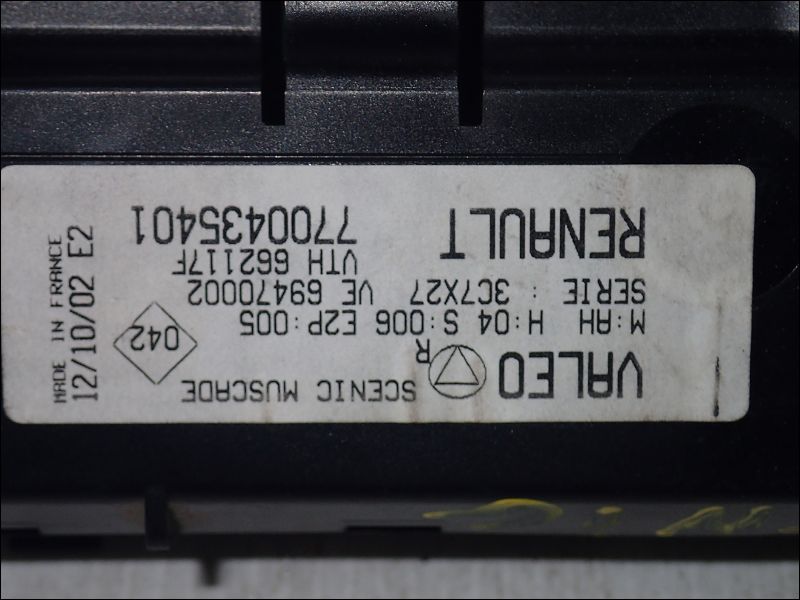 VALEO R SCENIC MUSCADE
042
M:AH H:04 S:006 E2P:005
SERIE : 3C7X27 VE 69470002
VTH 662117F
RENAULT 7700435401
MADE IN FRANCE
12/10/02 E2